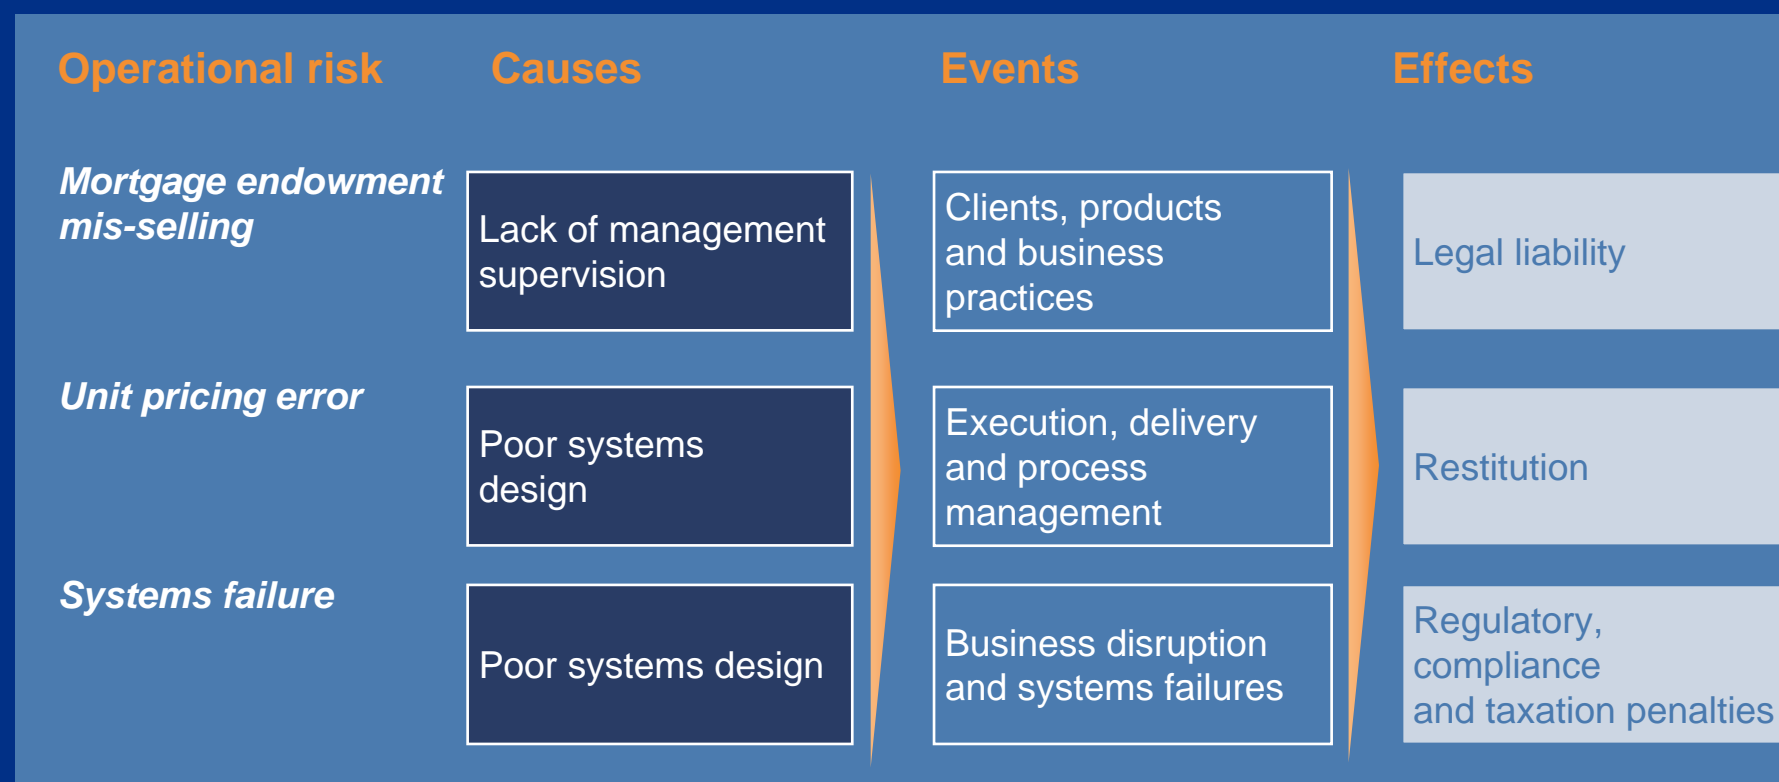 Operational risk
Causes
Events
Effects
Mortgage endowment
mis-selling
Lack of management
supervision
Clients, products
and business
practices
Legal liability
Unit pricing error
Poor systems
design
Execution, delivery
and process
management
Restitution
Systems failure
Poor systems design
Business disruption
and systems failures
Regulatory,
compliance
and taxation penalties